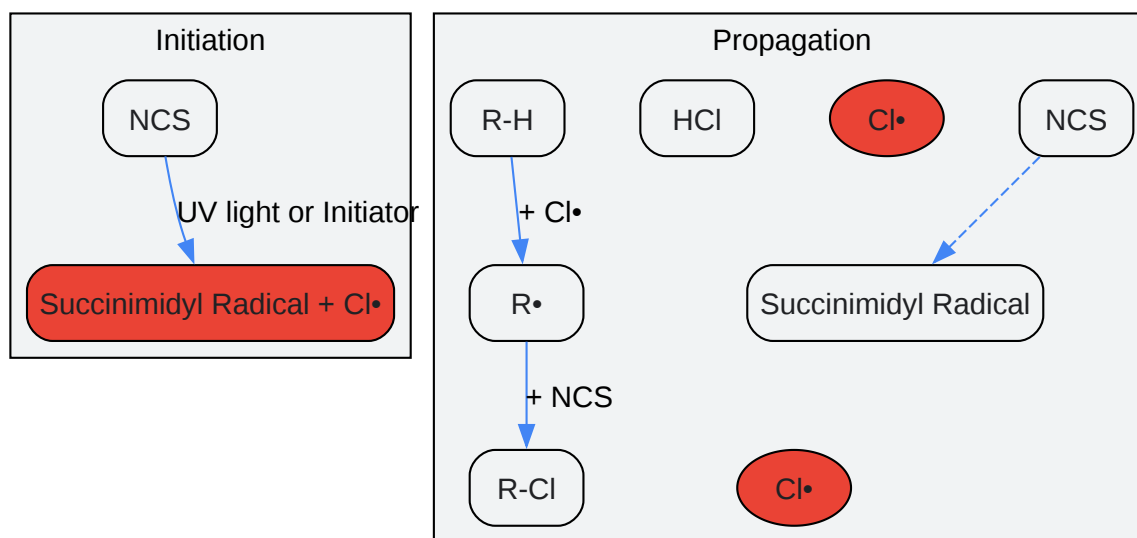 Initiation
NCS
UV light or Initiator
Succinimidyl Radical + Cl•
Propagation
R-H
HCl
Cl•
NCS
+ Cl•
R•
Succinimidyl Radical
+ NCS
R-Cl
Cl•